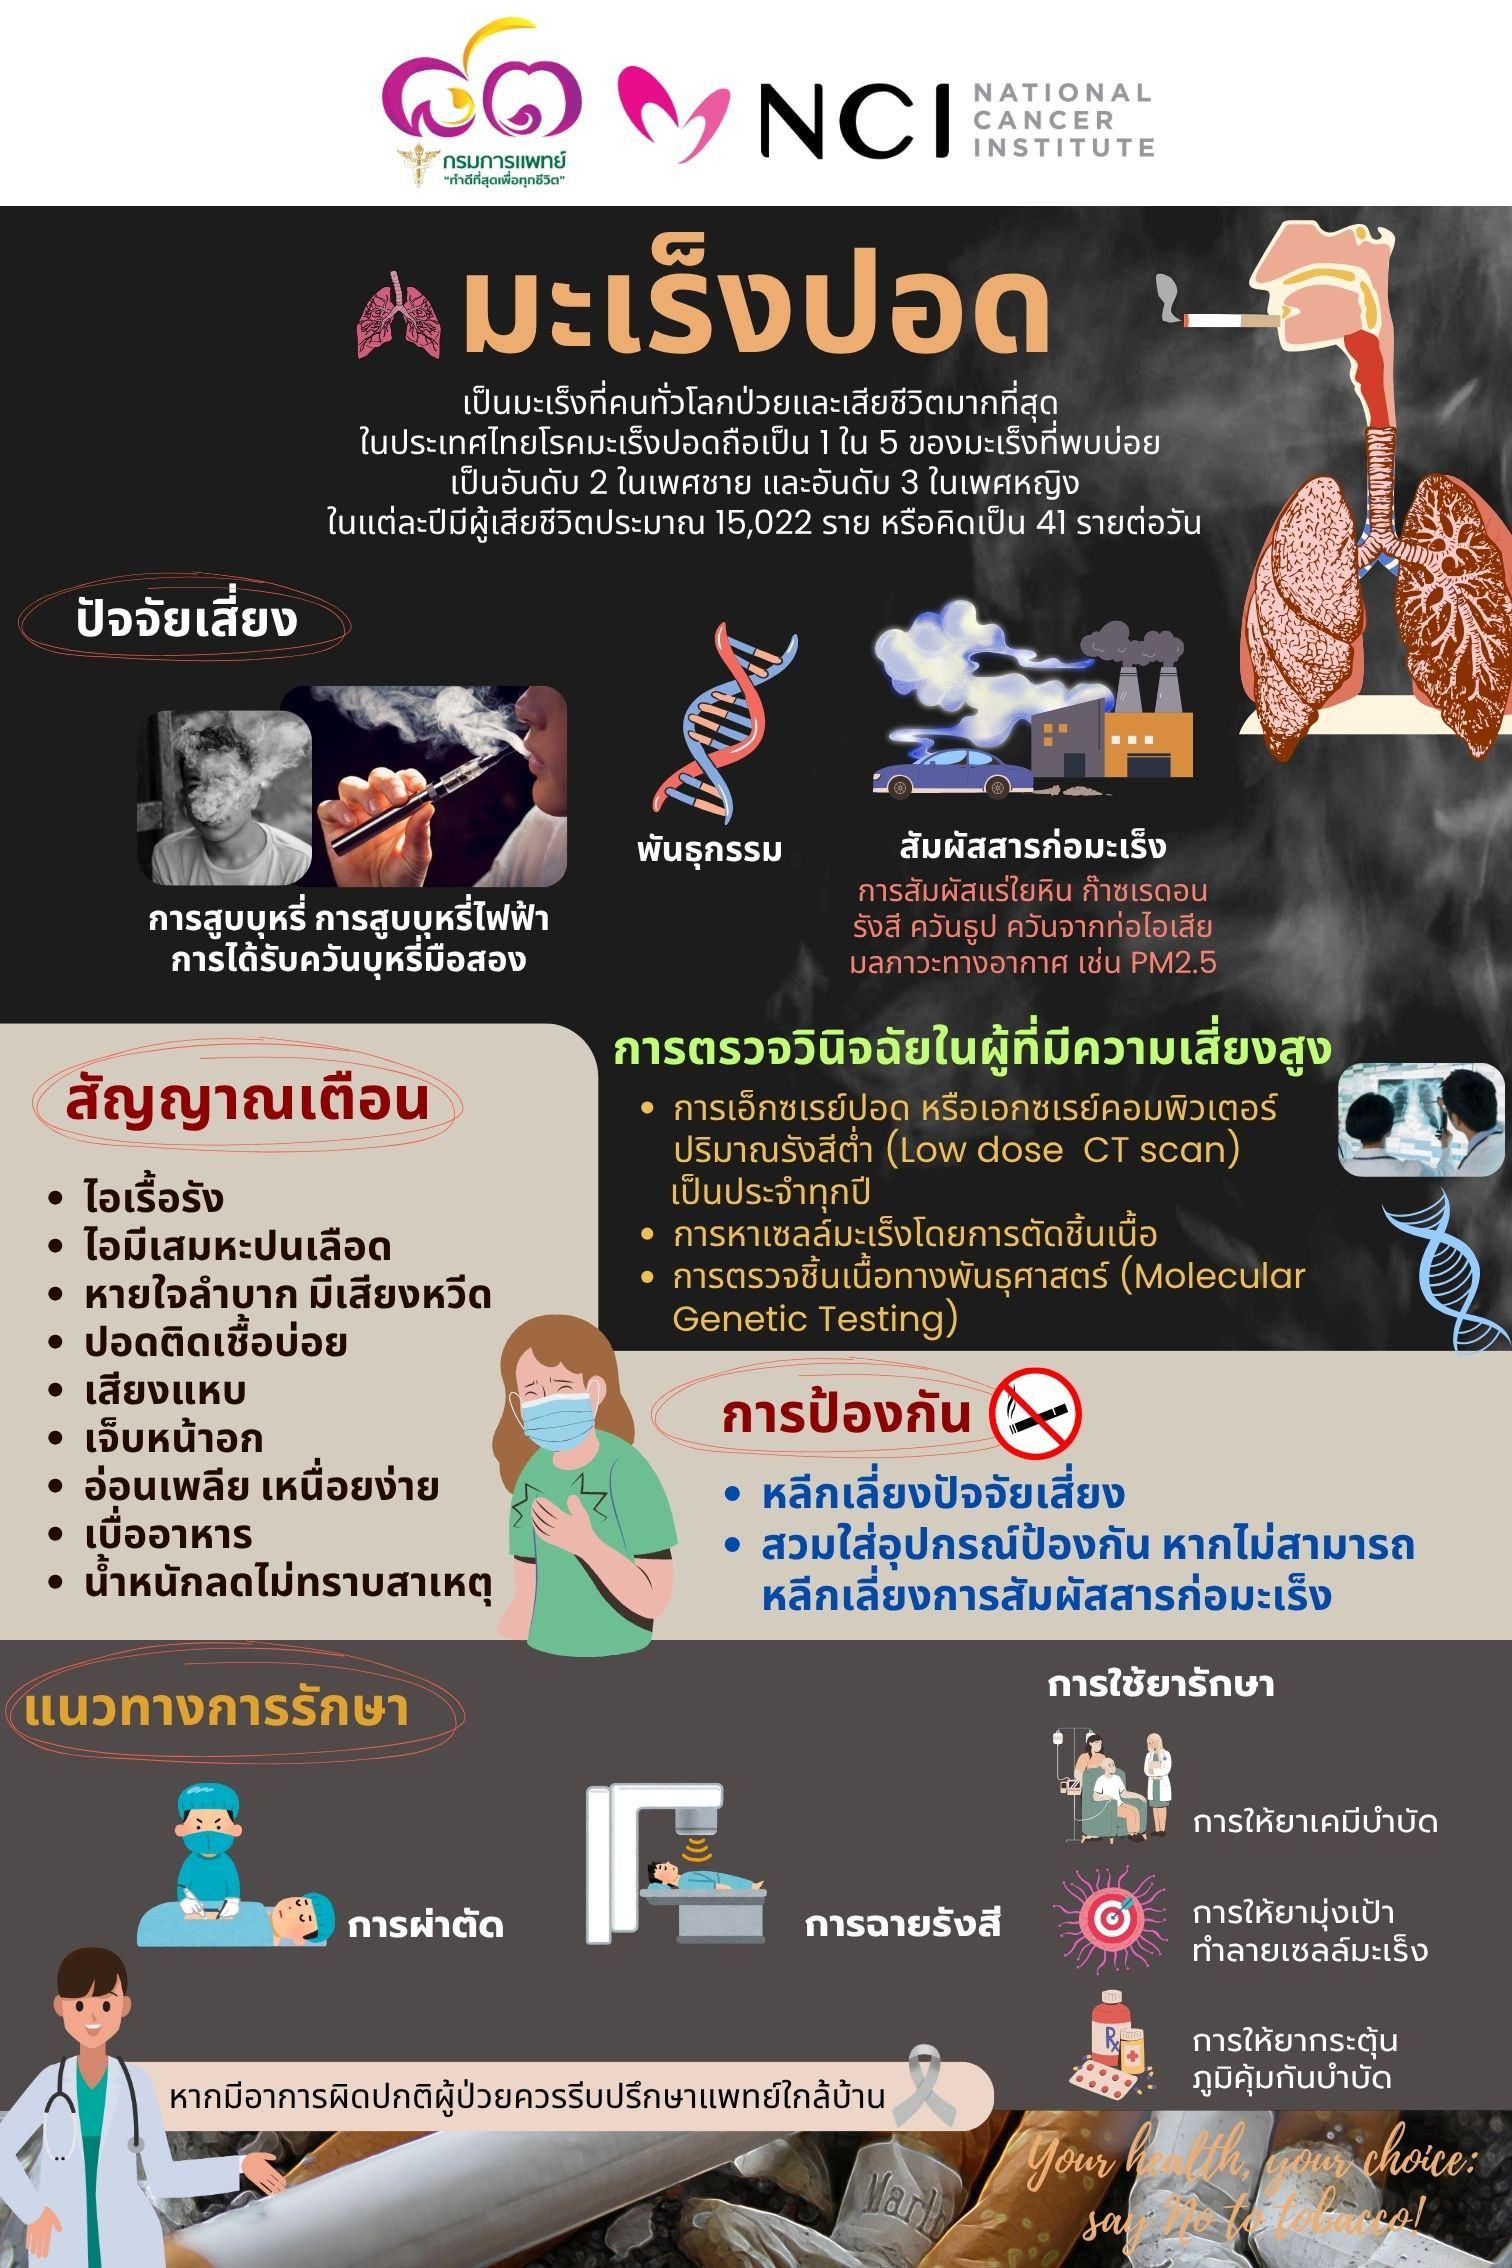 ๘๓
กรมการแพทย์
"ทำดีที่สุดเพื่อทุกชีวิต"
NCI
NATIONAL
CANCER
INSTITUTE
มะเร็งปอด
เป็นมะเร็งที่คนทั่วโลกป่วยและเสียชีวิตมากที่สุด
ในประเทศไทยโรคมะเร็งปอดถือเป็น 1 ใน 5 ของมะเร็งที่พบบ่อย
เป็นอันดับ 2 ในเพศชาย และอันดับ 3 ในเพศหญิง
ในแต่ละปีมีผู้เสียชีวิตประมาณ 15,022 ราย หรือคิดเป็น 41 รายต่อวัน
ปัจจัยเสี่ยง
การสูบบุหรี่ การสูบบุหรี่ไฟฟ้า
การได้รับควันบุหรี่มือสอง
พันธุกรรม
สัมผัสสารก่อมะเร็ง
การสัมผัสแร่ใยหิน ก๊าซเรดอน
รังสี ควันธูป ควันจากท่อไอเสีย
มลภาวะทางอากาศ เช่น PM2.5
สัญญาณเตือน
• ไอเรื้อรัง
• ไอมีเสมหะปนเลือด
• หายใจลำบาก มีเสียงหวีด
• ปอดติดเชื้อบ่อย
• เสียงแหบ
• เจ็บหน้าอก
• อ่อนเพลีย เหนื่อยง่าย
• เบื่ออาหาร
• น้ำหนักลดไม่ทราบสาเหตุ
การตรวจวินิจฉัยในผู้ที่มีความเสี่ยงสูง
• การเอ็กซเรย์ปอด หรือเอกซเรย์คอมพิวเตอร์
ปริมาณรังสีต่ำ (Low dose CT scan)
เป็นประจำทุกปี
• การหาเซลล์มะเร็งโดยการตัดชิ้นเนื้อ
• การตรวจชิ้นเนื้อทางพันธุศาสตร์ (Molecular
Genetic Testing)
การป้องกัน
• หลีกเลี่ยงปัจจัยเสี่ยง
• สวมใส่อุปกรณ์ป้องกัน หากไม่สามารถ
หลีกเลี่ยงการสัมผัสสารก่อมะเร็ง
แนวทางการรักษา
การผ่าตัด
การฉายรังสี
การใช้ยารักษา
การให้ยาเคมีบำบัด
การให้ยามุ่งเป้า
ทำลายเซลล์มะเร็ง
Rx
การให้ยากระตุ้น
ภูมิคุ้มกันบำบัด
หากมีอาการผิดปกติผู้ป่วยควรรีบปรึกษาแพทย์ใกล้บ้าน
Your health, your choice:
say No to tobacco!